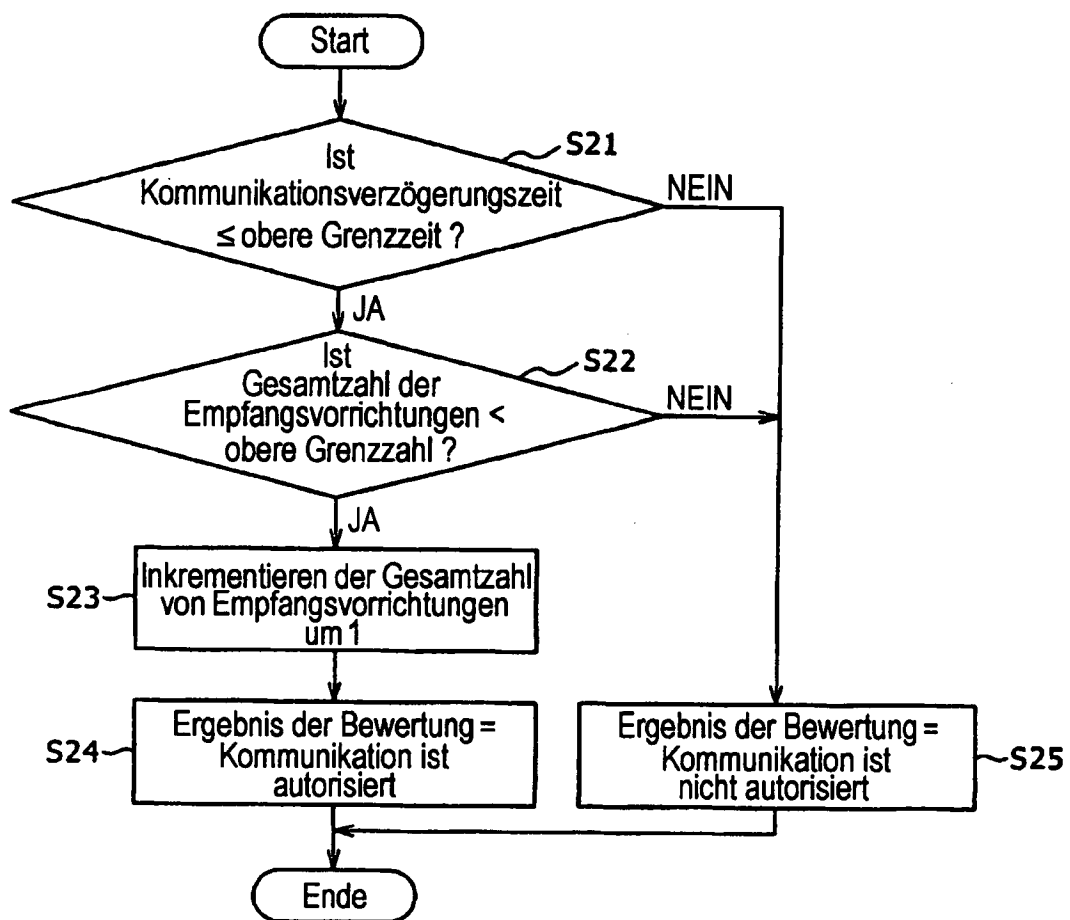 Start
S21
Ist
Kommunikationsverzögerungszeit
≤ obere Grenzzeit ?
NEIN
JA
S22
Ist
Gesamtzahl der
Empfangsvorrichtungen <
obere Grenzzahl ?
NEIN
JA
S23
Inkrementieren der Gesamtzahl
von Empfangsvorrichtungen
um 1
S24
Ergebnis der Bewertung =
Kommunikation ist
autorisiert
Ergebnis der Bewertung =
Kommunikation ist
nicht autorisiert
S25
Ende